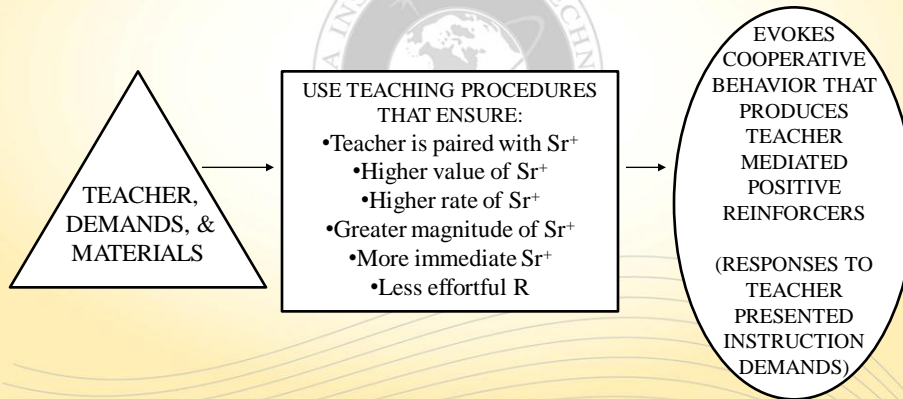 TEACHER,
DEMANDS, &
MATERIALS
USE TEACHING PROCEDURES
THAT ENSURE:
•Teacher is paired with Sr⁺
•Higher value of Sr⁺
•Higher rate of Sr⁺
•Greater magnitude of Sr⁺
•More immediate Sr⁺
•Less effortful R
EVOKES
COOPERATIVE
BEHAVIOR THAT
PRODUCES
TEACHER
MEDIATED
POSITIVE
REINFORCERS
(RESPONSES TO
TEACHER
PRESENTED
INSTRUCTION
DEMANDS)